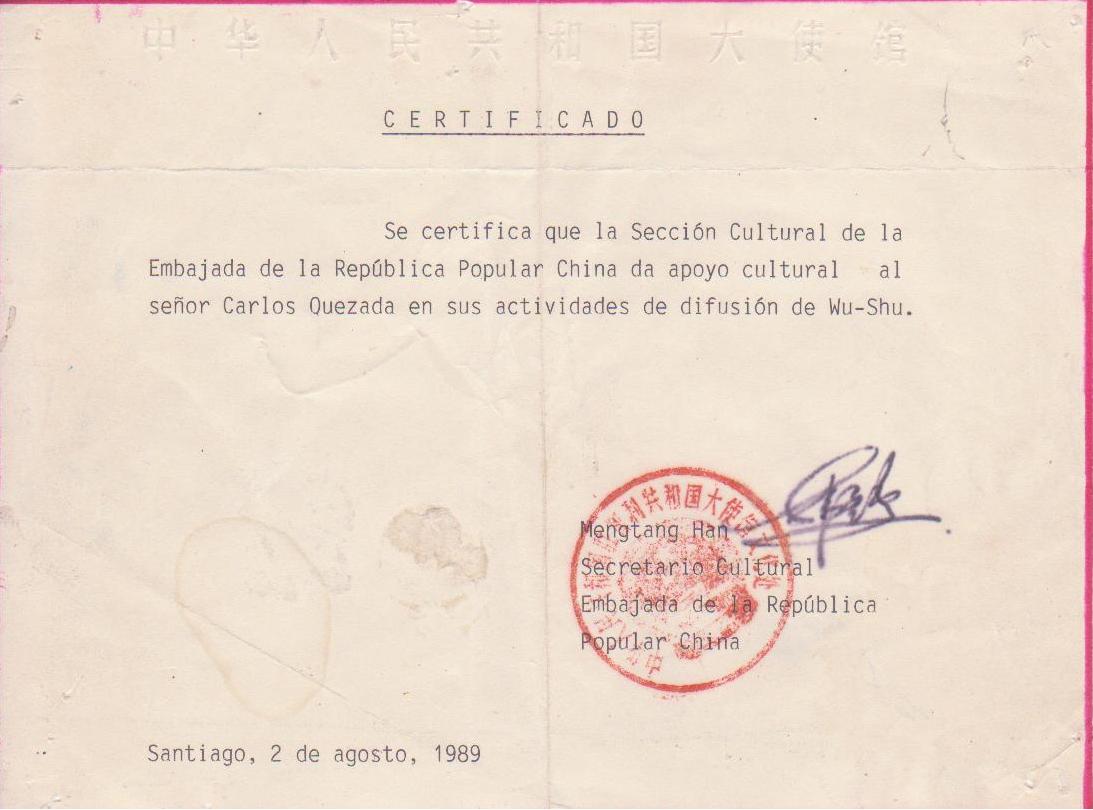 中华人民共和国大使馆
CERTIFICADO
Se certifica que la Sección Cultural de la
Embajada de la República Popular China da apoyo cultural al
señor Carlos Quezada en sus actividades de difusión de Wu-Shu.
共和国大使馆
Mengtang Han
Secretario Cultural
Embajada de la República
Popular China
Santiago, 2 de agosto, 1989